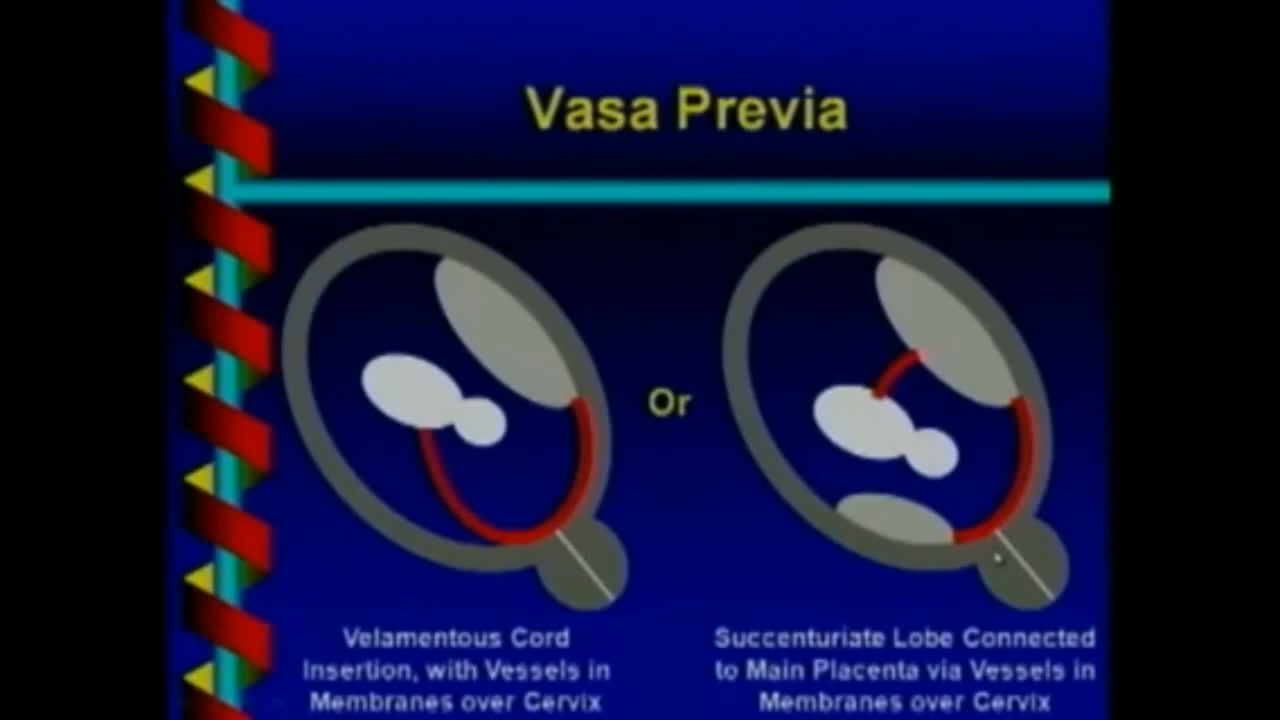 Vasa Previa
Or
Velamentous Cord
Insertion, with Vessels in
Membranes over Cervix
Succenturiate Lobe Connected
to Main Placenta via Vessels in
Membranes over Cervix